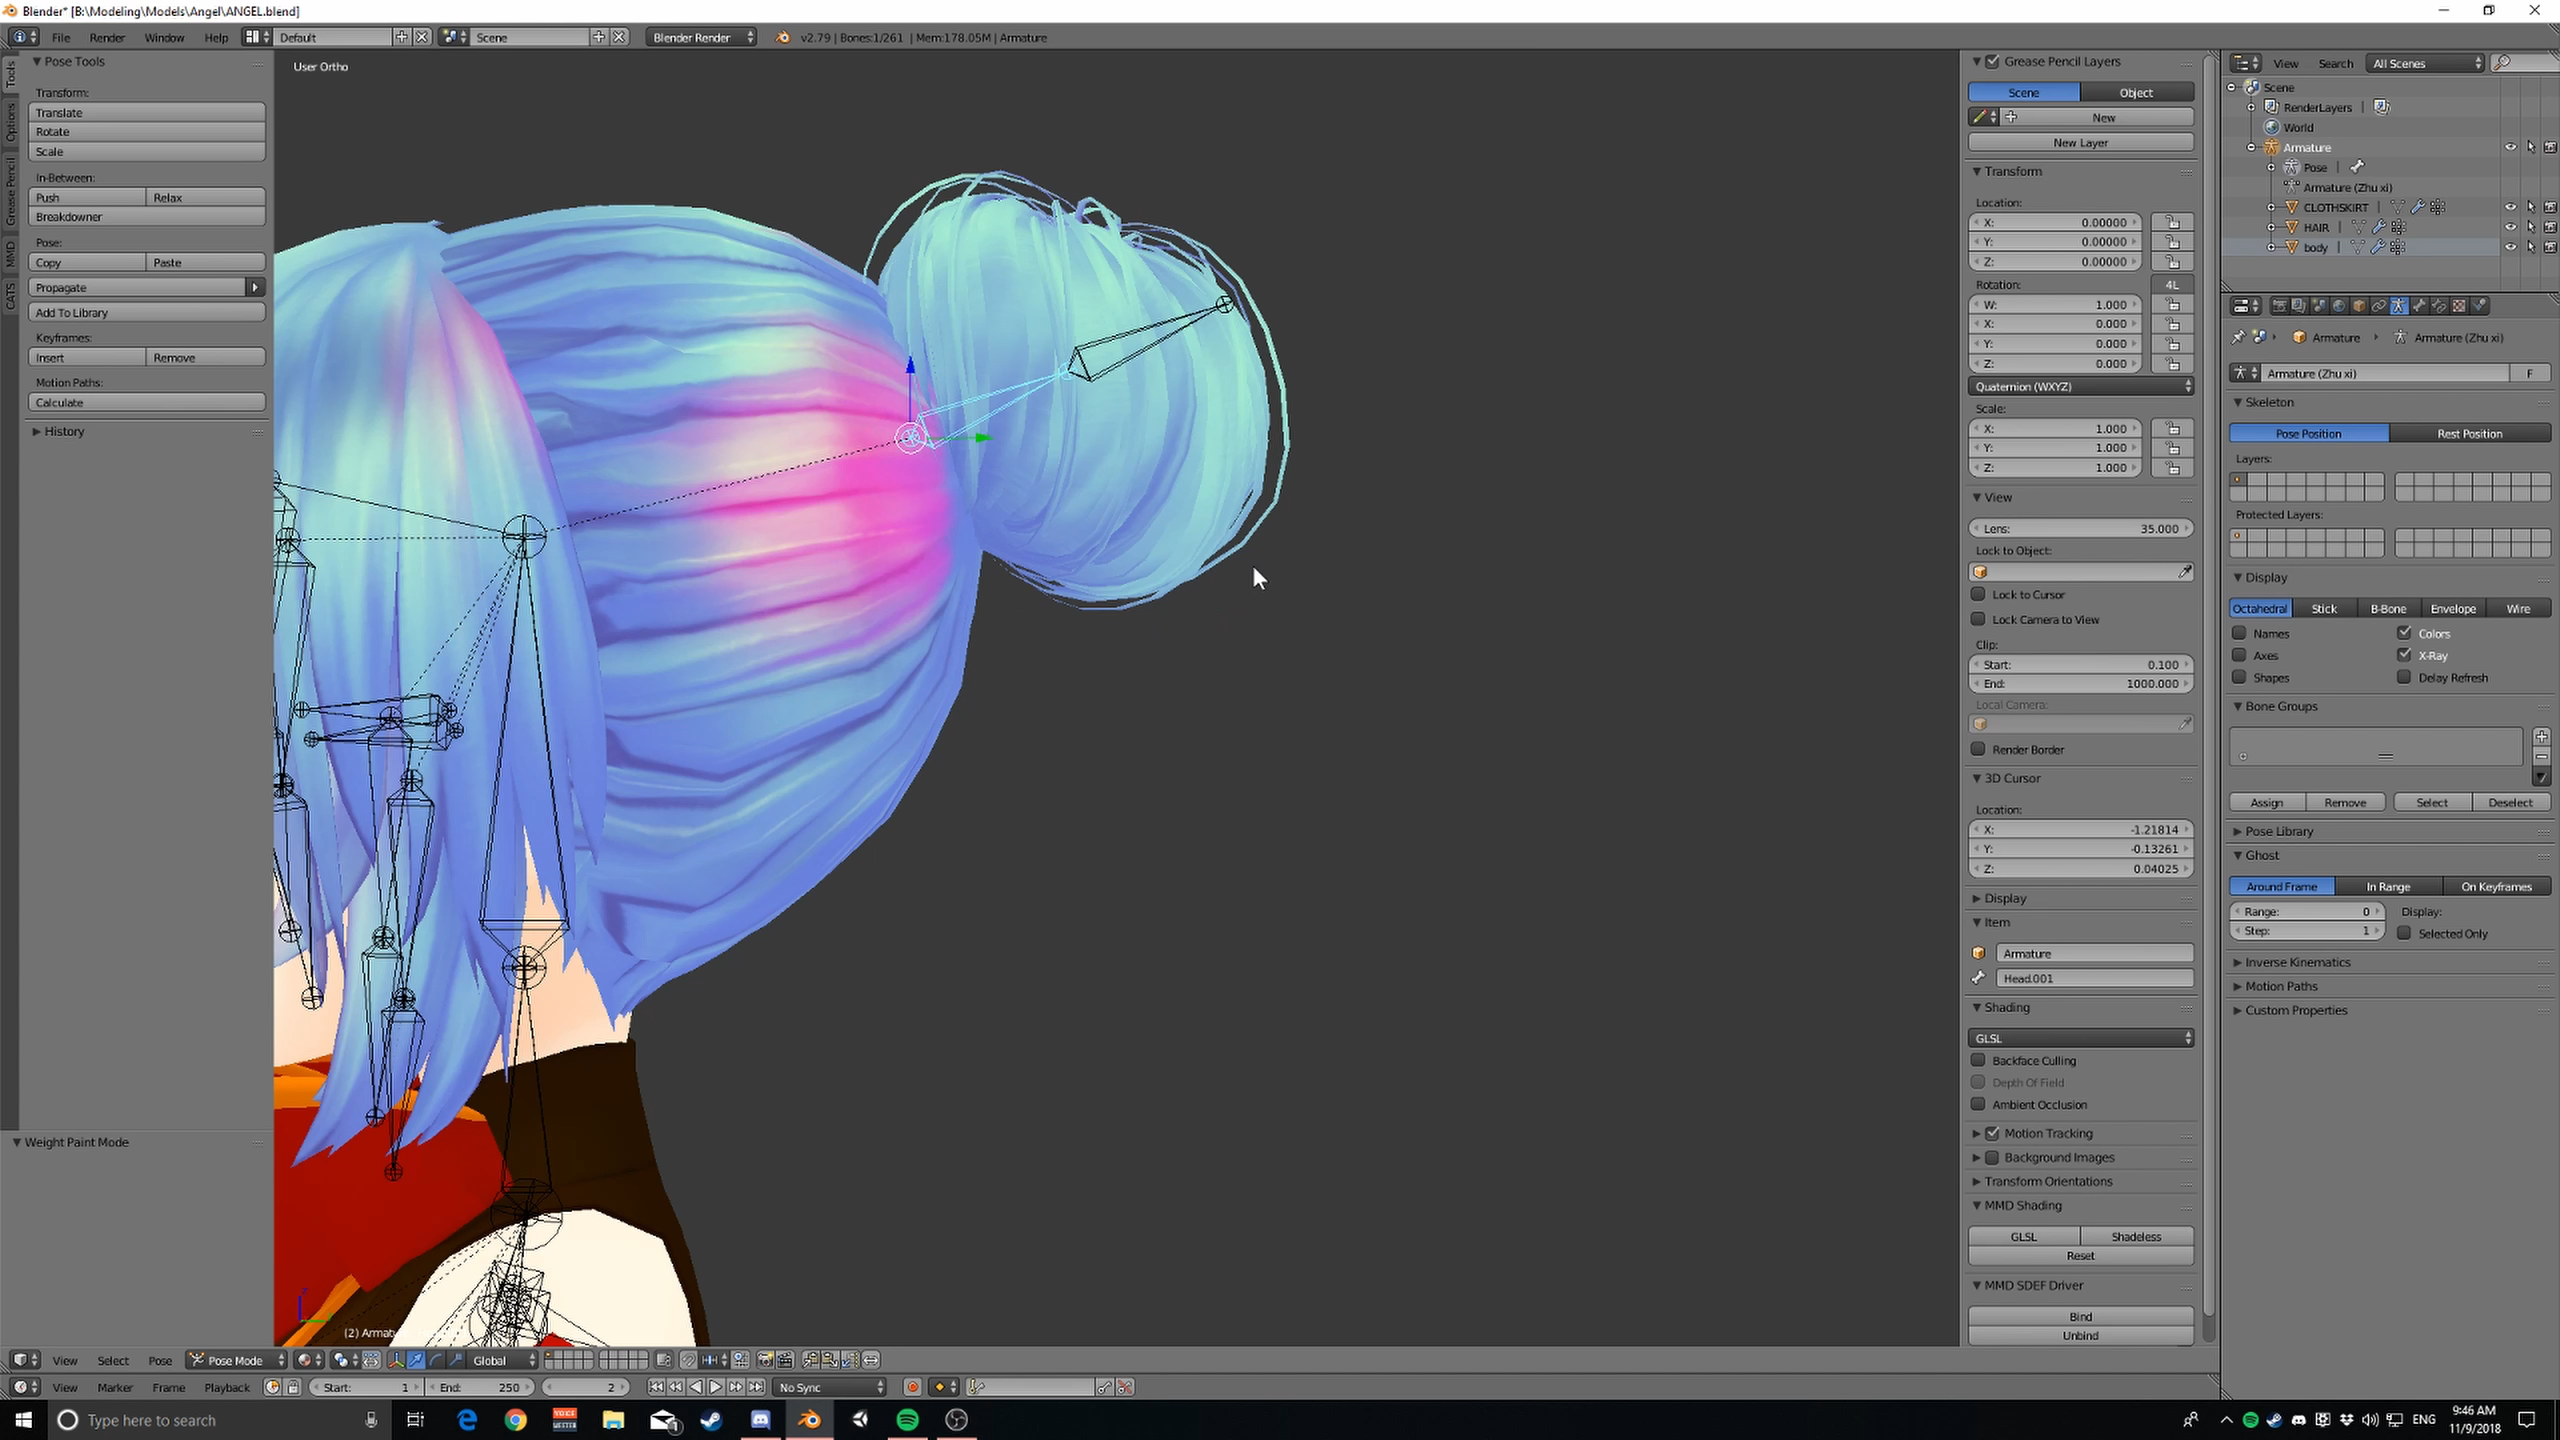 Blender* [B:\Modeling\Models\Angel\ANGEL.blend]
File Render Window Help Default Scene Blender Render v2.79 | Bones:1/261 | Mem:178.05M | Armature
Tools
Options
Grease Pencil
MMD
CATS
Pose Tools
Transform:
Translate
Rotate
Scale
In-Between:
Push Relax
Breakdowner
Pose:
Copy Paste
Propagate
Add To Library
Keyframes:
Insert Remove
Motion Paths:
Calculate
History
Weight Paint Mode
User Ortho
(2) Armat
Grease Pencil Layers
Scene Object
New
New Layer
Transform
Location:
X: 0.00000
Y: 0.00000
Z: 0.00000
Rotation: 4L
W: 1.000
X: 0.000
Y: 0.000
Z: 0.000
Quaternion (WXYZ)
Scale:
X: 1.000
Y: 1.000
Z: 1.000
View
Lens: 35.000
Lock to Object:
Lock to Cursor
Lock Camera to View
Clip:
Start: 0.100
End: 1000.000
Local Camera:
Render Border
3D Cursor
Location:
X: -1.21814
Y: -0.13261
Z: 0.04025
Display
Item
Armature
Head.001
Shading
GLSL
Backface Culling
Depth Of Field
Ambient Occlusion
Motion Tracking
Background Images
Transform Orientations
MMD Shading
GLSL Shadeless
Reset
MMD SDEF Driver
Bind
Unbind
View Search All Scenes
Scene
RenderLayers
World
Armature
Pose
Armature (Zhu xi)
CLOTHSKIRT
HAIR
body
Armature Armature (Zhu xi)
Armature (Zhu xi) F
Skeleton
Pose Position Rest Position
Layers:
Protected Layers:
Display
Octahedral Stick B-Bone Envelope Wire
Names Colors
Axes X-Ray
Shapes Delay Refresh
Bone Groups
Assign Remove Select Deselect
Pose Library
Ghost
Around Frame In Range On Keyframes
Range: 0 Display:
Step: 1 Selected Only
Inverse Kinematics
Motion Paths
Custom Properties
View Select Pose Pose Mode Global
View Marker Frame Playback Start: 1 End: 250 2 No Sync
Type here to search
ENG
9:46 AM
11/9/2018